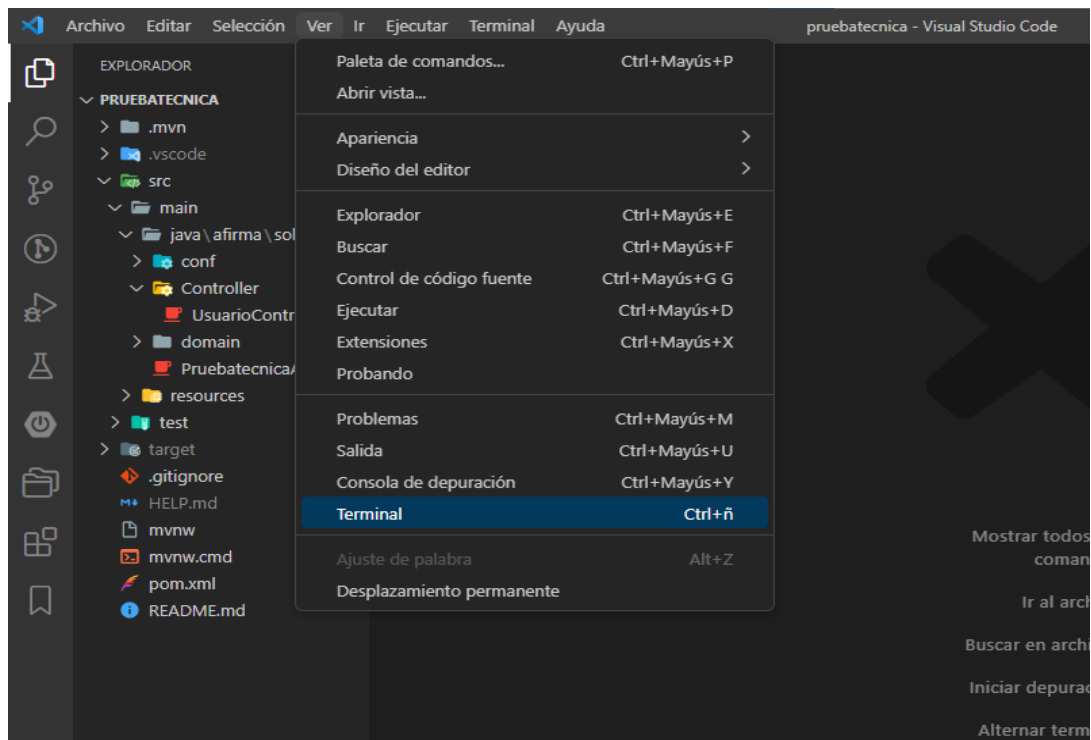 Archivo Editar Selección Ver Ir Ejecutar Terminal Ayuda pruebatecnica - Visual Studio Code
EXPLORADOR
PRUEBATECNICA
.mvn
.vscode
src
main
java\afirma\sol
conf
Controller
UsuarioContr
domain
Pruebatecnica
resources
test
target
.gitignore
HELP.md
mvnw
mvnw.cmd
pom.xml
README.md
Paleta de comandos... Ctrl+Mayús+P
Abrir vista...
Apariencia
Diseño del editor
Explorador Ctrl+Mayús+E
Buscar Ctrl+Mayús+F
Control de código fuente Ctrl+Mayús+G G
Ejecutar Ctrl+Mayús+D
Extensiones Ctrl+Mayús+X
Probando
Problemas Ctrl+Mayús+M
Salida Ctrl+Mayús+U
Consola de depuración Ctrl+Mayús+Y
Terminal Ctrl+ñ
Ajuste de palabra Alt+Z
Desplazamiento permanente
Mostrar todos
coman
Ir al arch
Buscar en archi
Iniciar depurac
Alternar term